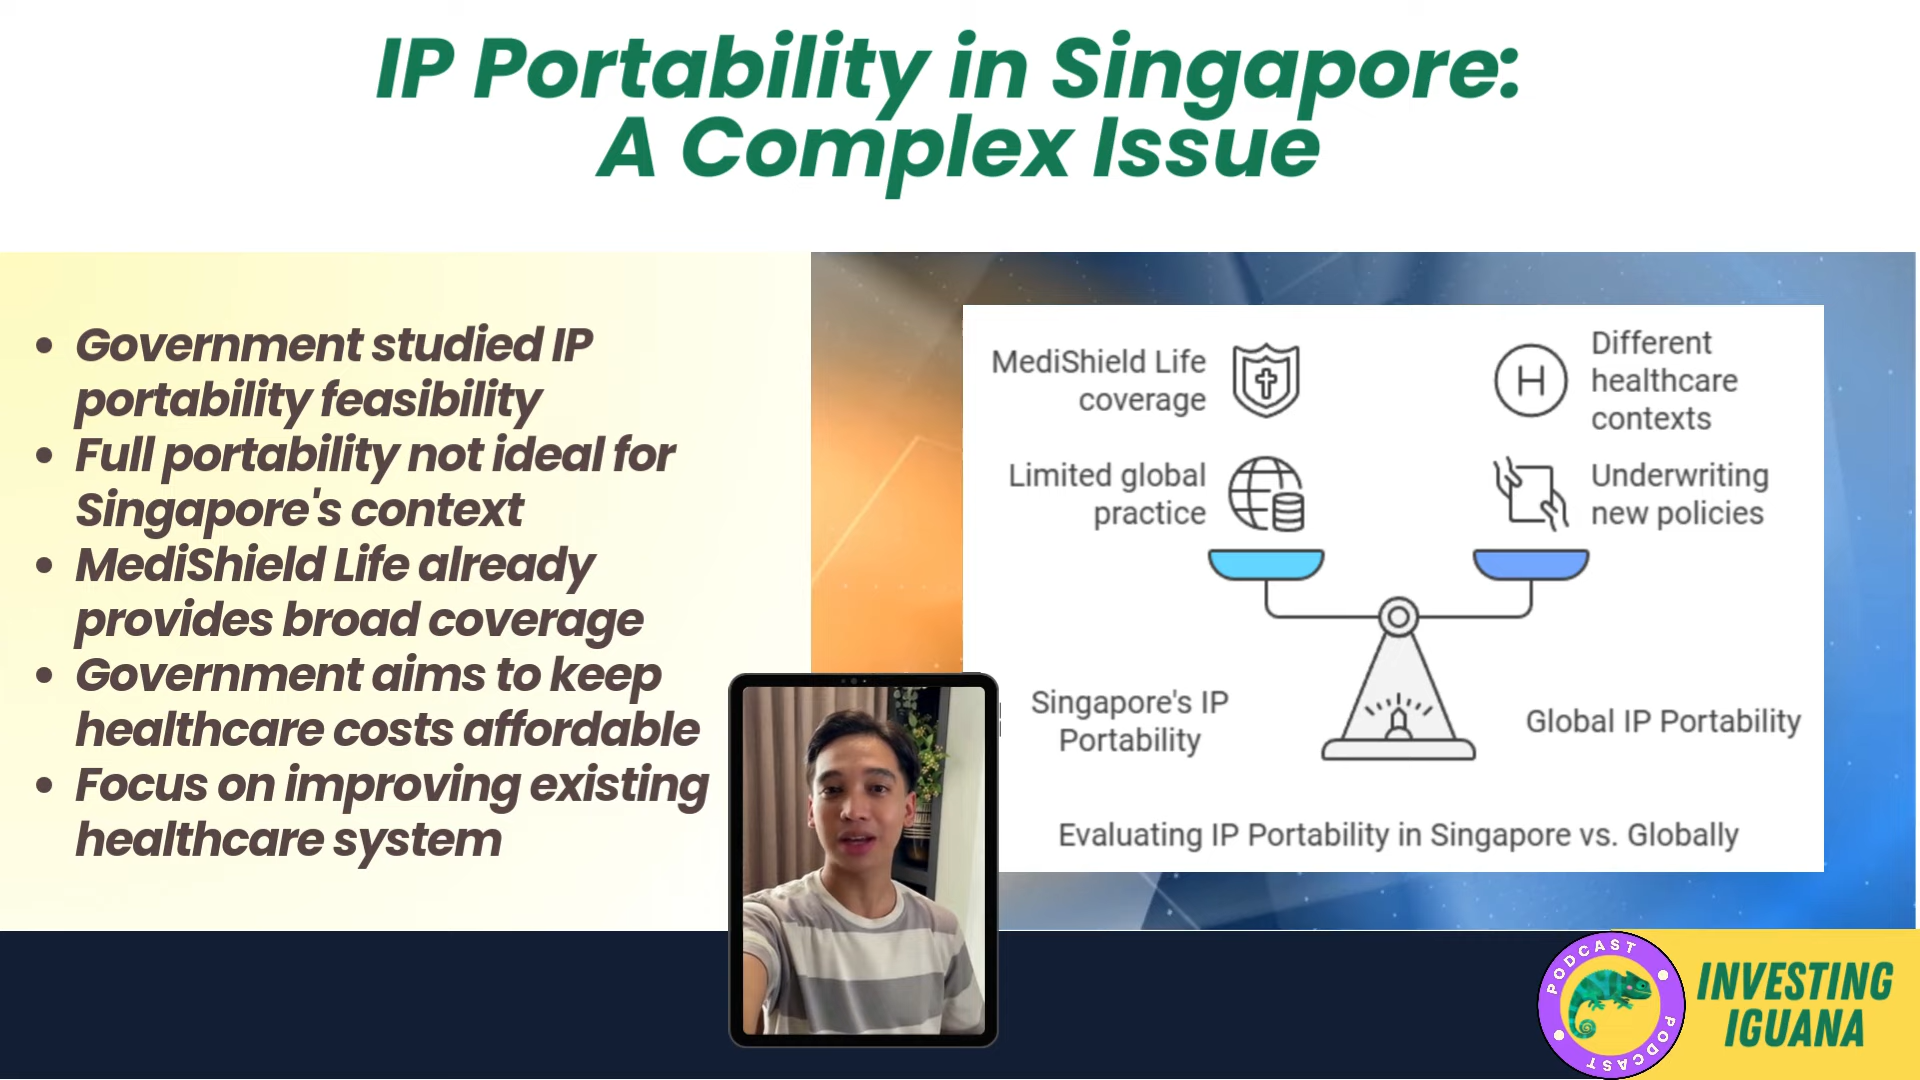 IP Portability in Singapore:
A Complex Issue
• Government studied IP
portability feasibility
• Full portability not ideal for
Singapore's context
• MediShield Life already
provides broad coverage
• Government aims to keep
healthcare costs affordable
• Focus on improving existing
healthcare system
MediShield Life
coverage
Limited global
practice
H
Different
healthcare
contexts
Underwriting
new policies
Singapore's IP
Portability
Global IP Portability
Evaluating IP Portability in Singapore vs. Globally
PODCAST
PODCAST
INVESTING
IGUANA